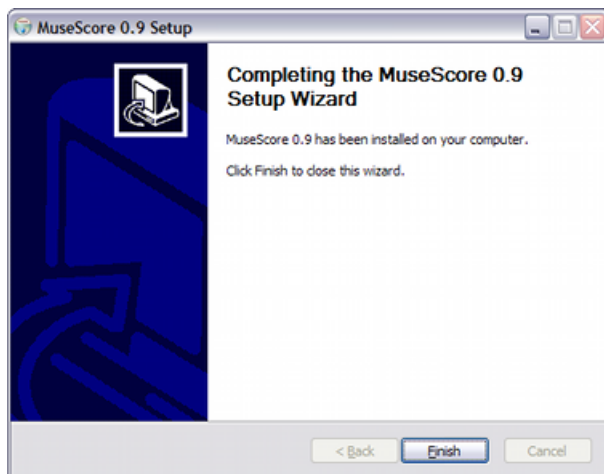 MuseScore 0.9 Setup
Completing the MuseScore 0.9
Setup Wizard
MuseScore 0.9 has been installed on your computer.
Click Finish to close this wizard.
< Back Finish Cancel